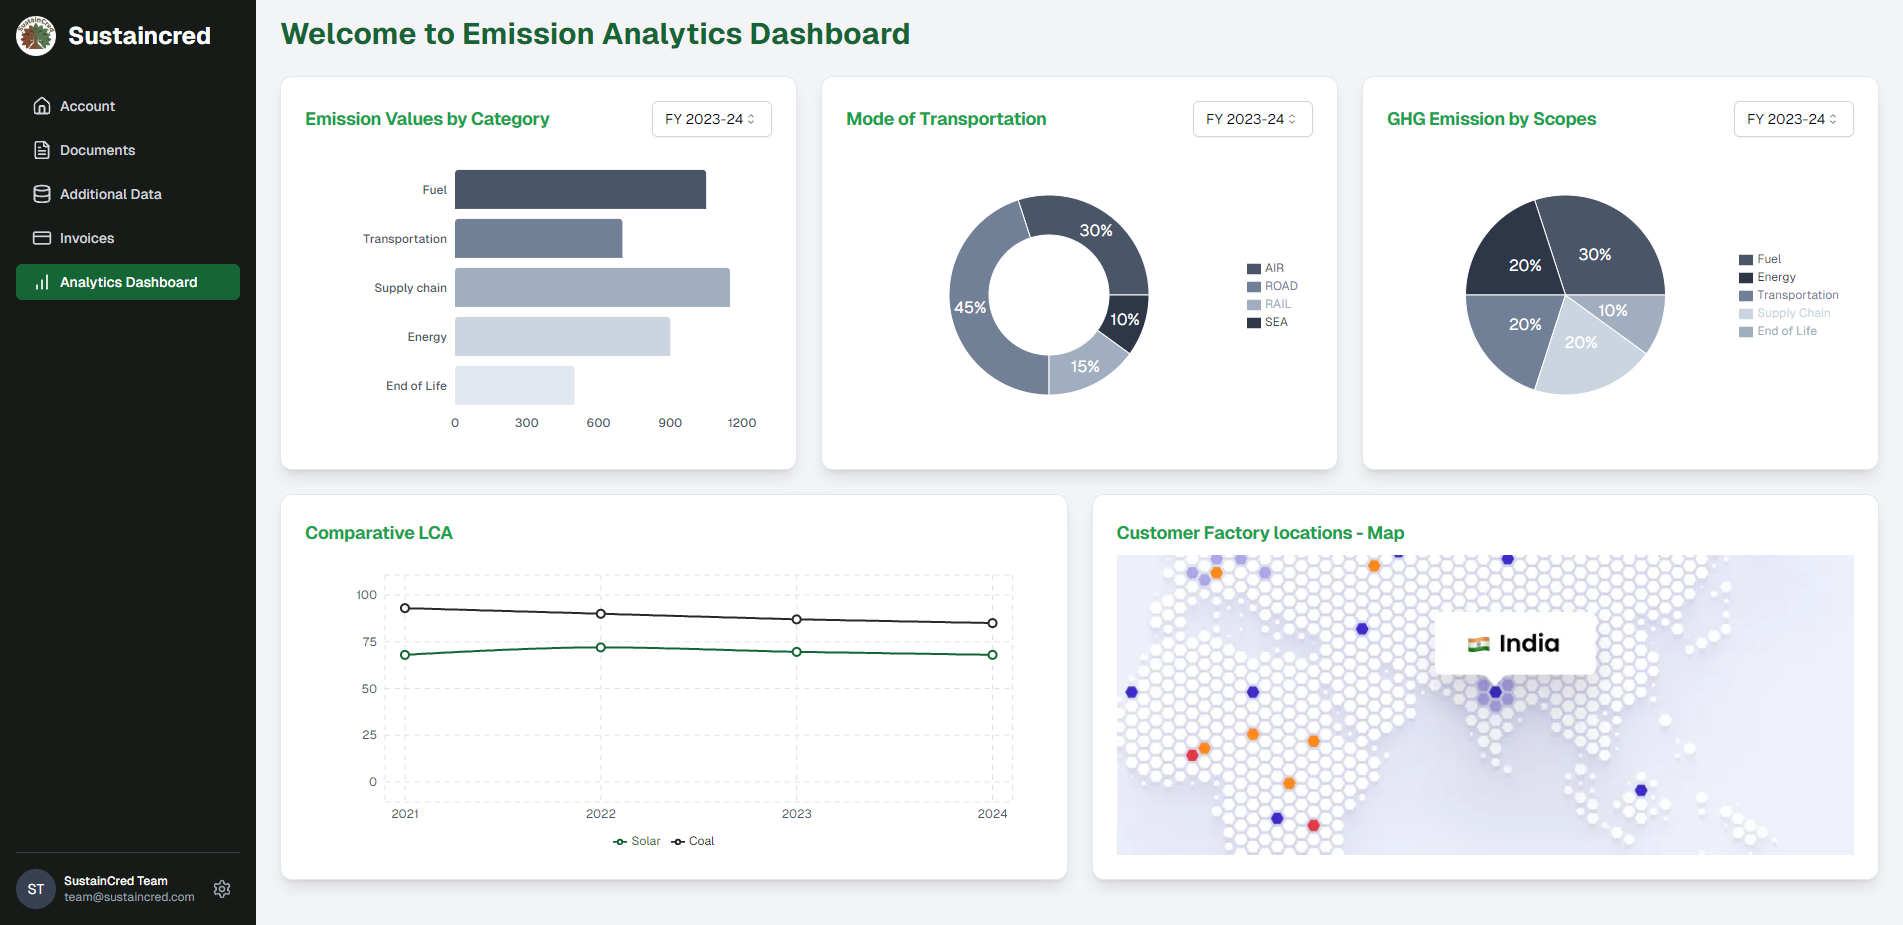 SustainCred
Sustaincred
Account
Documents
Additional Data
Invoices
Analytics Dashboard
SustainCred Team
ST
team@sustaincred.com
Welcome to Emission Analytics Dashboard
Emission Values by Category
FY 2023-24
Fuel
Transportation
Supply chain
Energy
End of Life
0 300 600 900 1200
Mode of Transportation
FY 2023-24
30%
45%
10%
15%
AIR
ROAD
RAIL
SEA
GHG Emission by Scopes
FY 2023-24
30%
20%
10%
20%
20%
Fuel
Energy
Transportation
Supply Chain
End of Life
Comparative LCA
100
75
50
25
0
2021 2022 2023 2024
Solar Coal
Customer Factory locations - Map
India